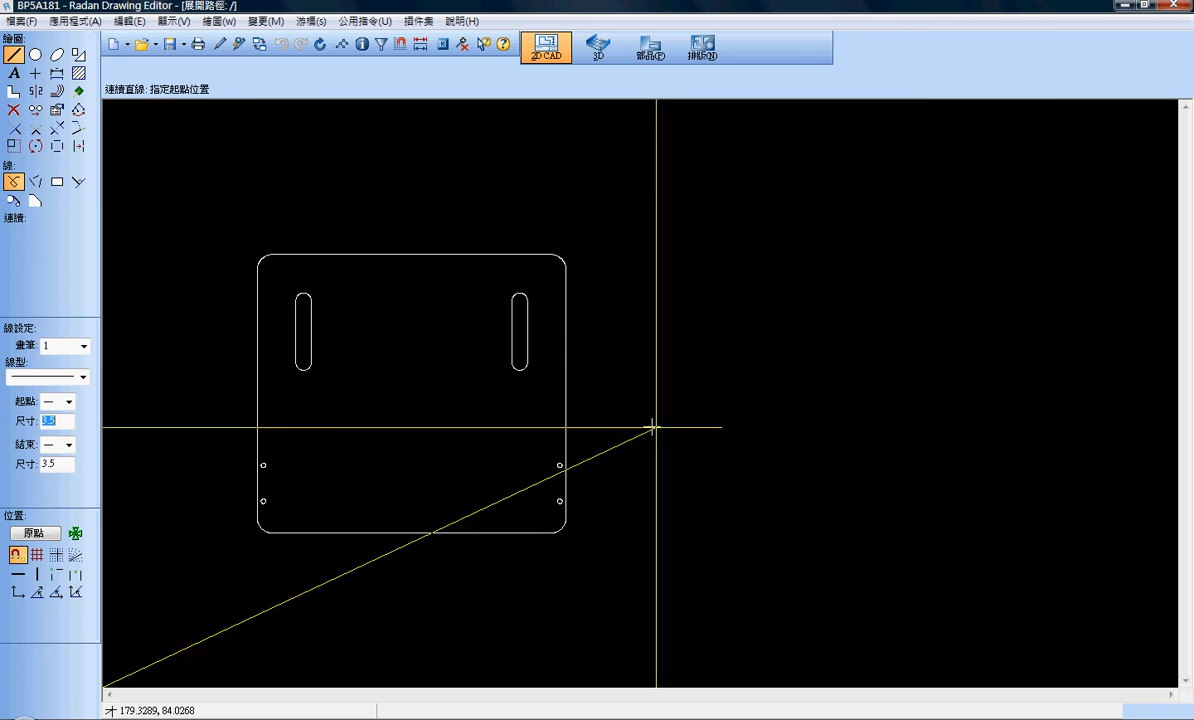 BP5A181 - Radan Drawing Editor - [展開路徑: /]
檔案(F) 應用程式(A) 編輯(E) 顯示(V) 繪圖(w) 變更(M) 游標(s) 公用指令(U) 插件集 說明(H)
繪圖:
2D CAD 3D 部品(P) 排版(N)
連續直線: 指定起點位置
線:
連續:
線設定:
畫筆: 1
線型:
起點:
尺寸: 3.5
結束:
尺寸: 3.5
位置:
原點
179.3289, 84.0268